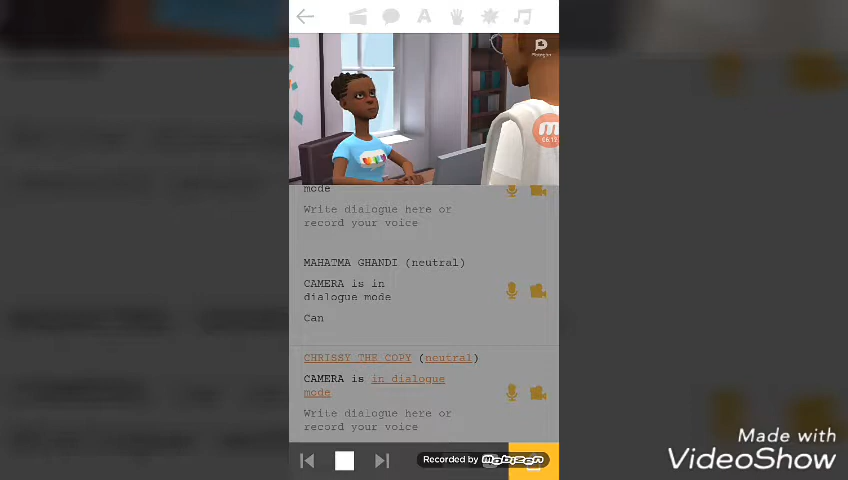 A
Plotagon
M
mode
Write dialogue here or
record your voice
MAHATMA GHANDI (neutral)
CAMERA is in
dialogue mode
Can
CHRISSY THE COPY (neutral)
CAMERA is in dialogue
mode
Write dialogue here or
record your voice
Recorded by mobizen
Made with
VideoShow